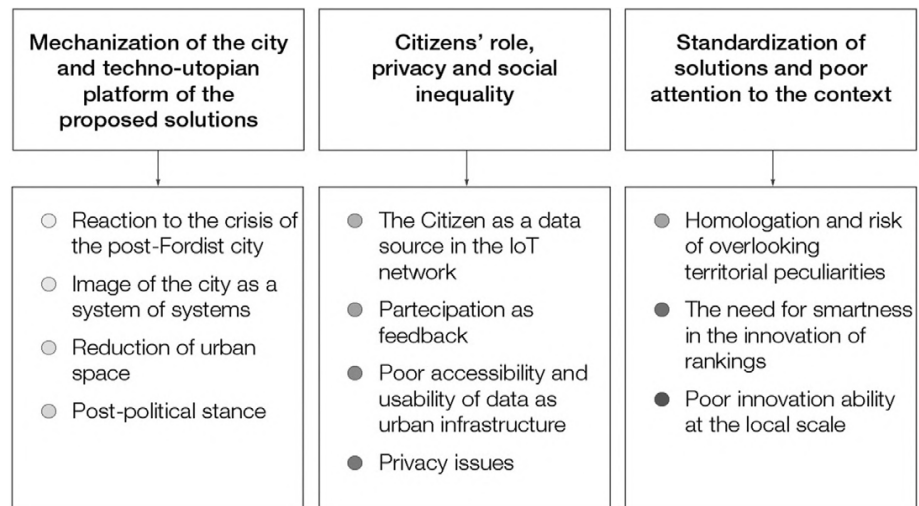 Mechanization of the city
and techno-utopian
platform of the
proposed solutions
Reaction to the crisis of
the post-Fordist city
Image of the city as a
system of systems
Reduction of urban
space
Post-political stance
Citizens’ role,
privacy and social
inequality
The Citizen as a data
source in the IoT
network
Partecipation as
feedback
Poor accessibility and
usability of data as
urban infrastructure
Privacy issues
Standardization of
solutions and poor
attention to the context
Homologation and risk
of overlooking
territorial peculiarities
The need for smartness
in the innovation of
rankings
Poor innovation ability
at the local scale